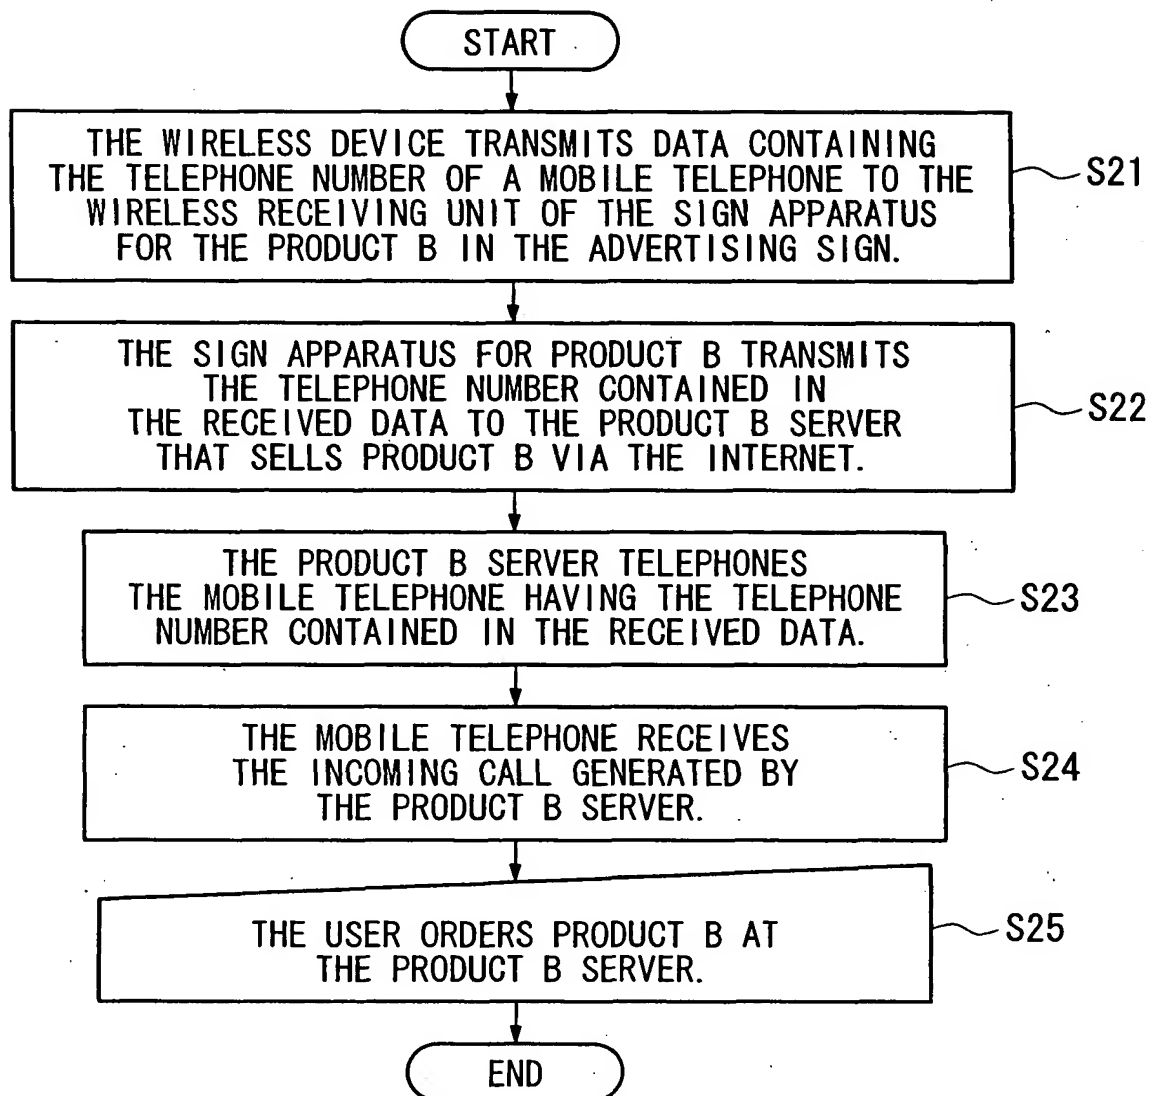 START
THE WIRELESS DEVICE TRANSMITS DATA CONTAINING
THE TELEPHONE NUMBER OF A MOBILE TELEPHONE TO THE
WIRELESS RECEIVING UNIT OF THE SIGN APPARATUS
FOR THE PRODUCT B IN THE ADVERTISING SIGN.
S21
THE SIGN APPARATUS FOR PRODUCT B TRANSMITS
THE TELEPHONE NUMBER CONTAINED IN
THE RECEIVED DATA TO THE PRODUCT B SERVER
THAT SELLS PRODUCT B VIA THE INTERNET.
S22
THE PRODUCT B SERVER TELEPHONES
THE MOBILE TELEPHONE HAVING THE TELEPHONE
NUMBER CONTAINED IN THE RECEIVED DATA.
S23
THE MOBILE TELEPHONE RECEIVES
THE INCOMING CALL GENERATED BY
THE PRODUCT B SERVER.
S24
THE USER ORDERS PRODUCT B AT
THE PRODUCT B SERVER.
S25
END